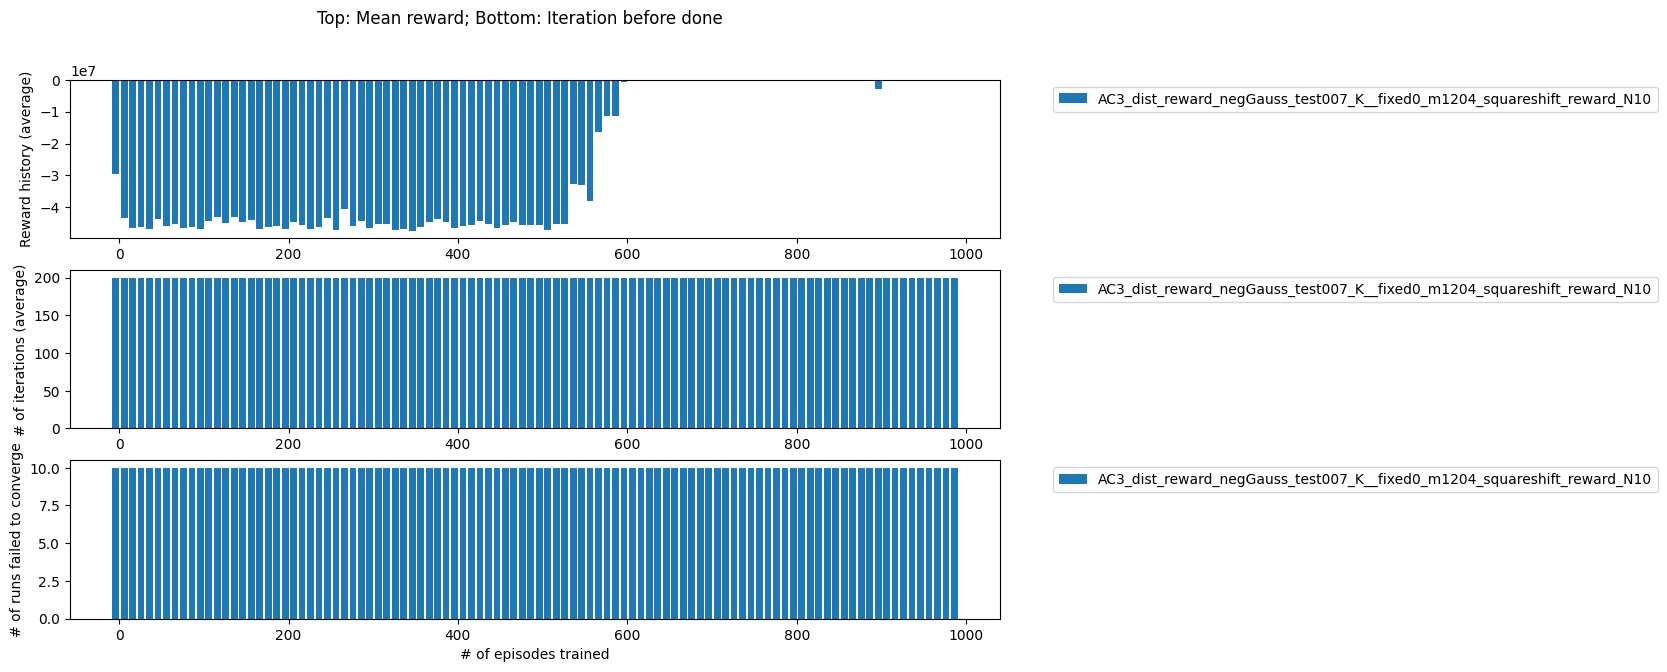 Top: Mean reward; Bottom: Iteration before done
1e7
Reward history (average)
0
−1
−2
−3
−4
0 200 400 600 800 1000
AC3_dist_reward_negGauss_test007_K__fixed0_m1204_squareshift_reward_N10
# of iterations (average)
200
150
100
50
0
0 200 400 600 800 1000
AC3_dist_reward_negGauss_test007_K__fixed0_m1204_squareshift_reward_N10
# of runs failed to converge
10.0
7.5
5.0
2.5
0.0
0 200 400 600 800 1000
AC3_dist_reward_negGauss_test007_K__fixed0_m1204_squareshift_reward_N10
# of episodes trained